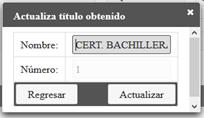 Actualiza título obtenido
Nombre: CERT. BACHILLER.
Número: 1
Regresar Actualizar